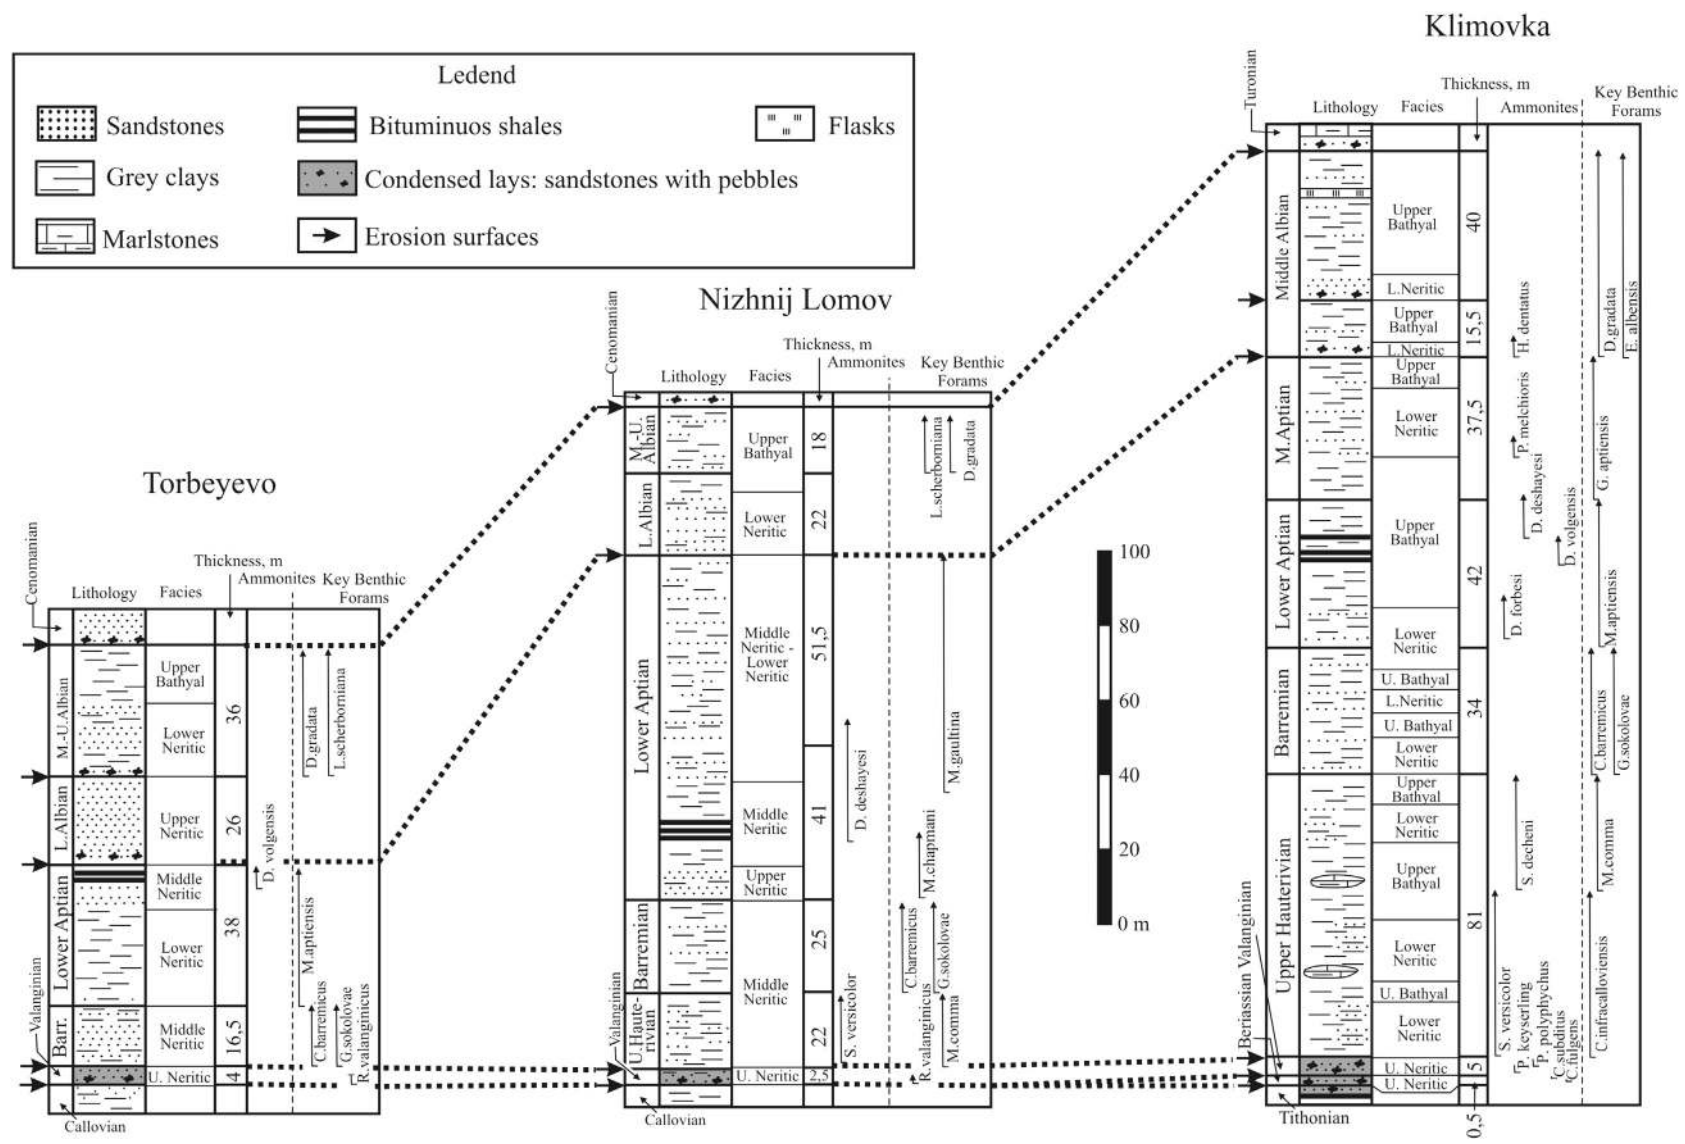 Klimovka
Ledend
Sandstones
Bituminuos shales
Flasks
Grey clays
Condensed lays: sandstones with pebbles
Marlstones
Erosion surfaces
Torbeyevo
Cenomanian
Thickness, m
Lithology
Facies
Ammonites
Key Benthic
Forams
M.-U.Albian
Upper
Bathyal
Lower
Neritic
36
D.gradata
L.scherborniana
L.Albian
Upper
Neritic
26
D. volgensis
Lower Aptian
Middle
Neritic
Lower
Neritic
38
M.aptiensis
Valanginian
Barr.
Middle
Neritic
16,5
C.barremicus
G.sokolovae
R.valanginicus
U. Neritic
4
Callovian
Nizhnij Lomov
Cenomanian
Thickness, m
Lithology
Facies
Ammonites
Key Benthic
Forams
M.-U.
Albian
Upper
Bathyal
18
L.scherborniana
D.gradata
L.Albian
Lower
Neritic
22
Lower Aptian
Middle
Neritic -
Lower
Neritic
51,5
M.gaultina
D. deshayesi
Middle
Neritic
41
M.chapmani
Upper
Neritic
Barremian
25
C.barremicus
G.sokolovae
Middle
Neritic
Valanginian
U.Haute-
rivian
22
S. versicolor
R.valanginicus
M.comma
U. Neritic
2,5
Callovian
100
80
60
40
20
0 m
Turonian
Thickness, m
Lithology
Facies
Ammonites
Key Benthic
Forams
Middle Albian
Upper
Bathyal
40
L.Neritic
Upper
Bathyal
15,5
L.Neritic
H. dentatus
D.gradata
E. albensis
M.Aptian
Upper
Bathyal
Lower
Neritic
37,5
P. melchioris
G. aptiensis
D. deshayesi
D. volgensis
Lower Aptian
Upper
Bathyal
42
D. forbesi
M.aptiensis
Lower
Neritic
Barremian
U. Bathyal
L.Neritic
U. Bathyal
Lower
Neritic
34
C.barremicus
G.sokolovae
Upper Hauterivian
Upper
Bathyal
Lower
Neritic
Upper
Bathyal
Lower
Neritic
U. Bathyal
Lower
Neritic
81
S. decheni
M.comma
C.infracalloviensis
S. versicolor
P. keyserling
P. polyphychus
C.subditus
C.fulgens
Beriassian Valanginian
U. Neritic
5
U. Neritic
Tithonian
0,5